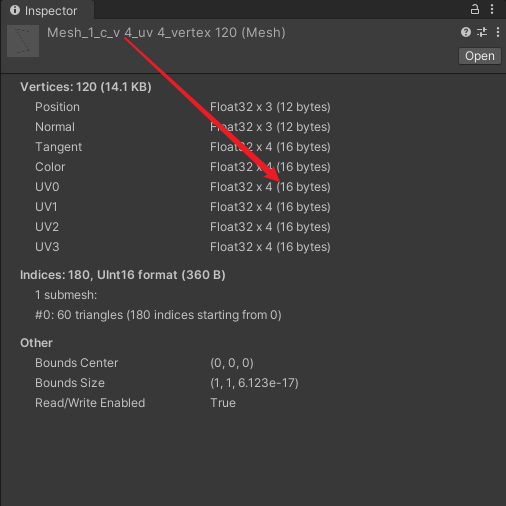 Inspector
Mesh_1_c_v 4_uv 4_vertex 120 (Mesh)
Open
Vertices: 120 (14.1 KB)
Position Float32 x 3 (12 bytes)
Normal Float32 x 3 (12 bytes)
Tangent Float32 x 4 (16 bytes)
Color Float32 x 4 (16 bytes)
UV0 Float32 x 4 (16 bytes)
UV1 Float32 x 4 (16 bytes)
UV2 Float32 x 4 (16 bytes)
UV3 Float32 x 4 (16 bytes)
Indices: 180, UInt16 format (360 B)
1 submesh:
#0: 60 triangles (180 indices starting from 0)
Other
Bounds Center (0, 0, 0)
Bounds Size (1, 1, 6.123e-17)
Read/Write Enabled True